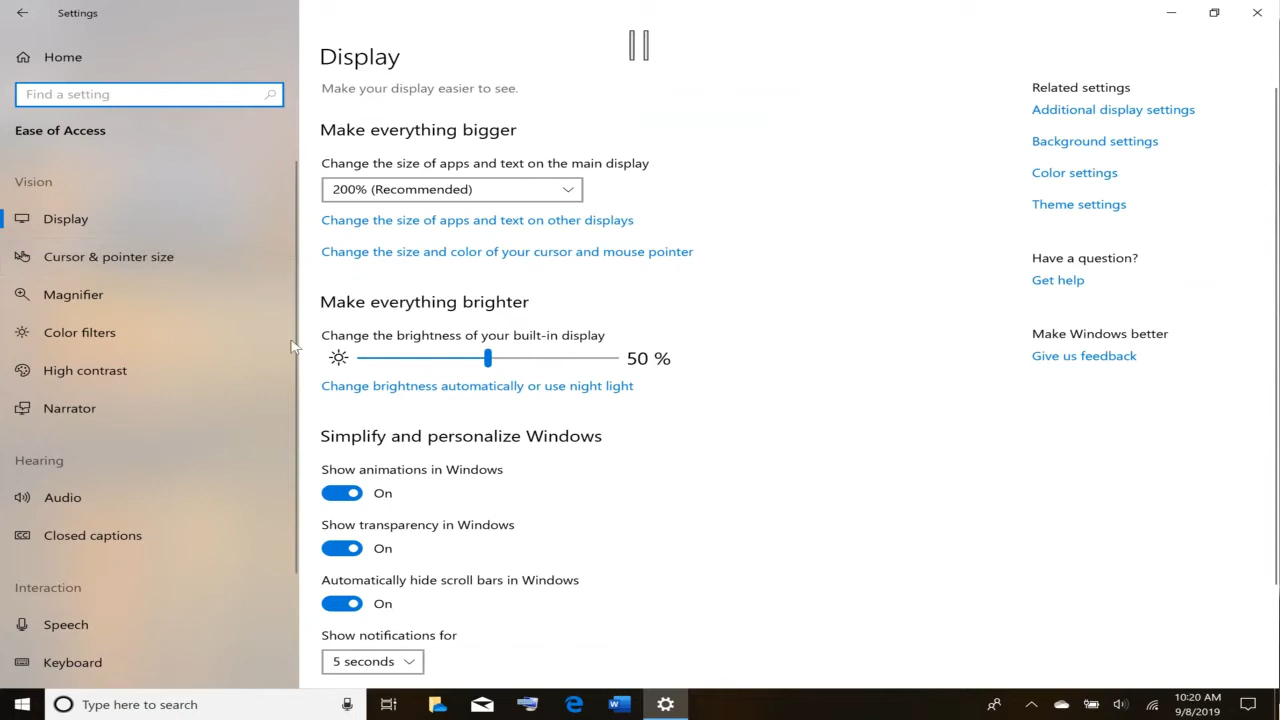 Settings
Home
Find a setting
Ease of Access
Vision
Display
Cursor & pointer size
Magnifier
Color filters
High contrast
Narrator
Hearing
Audio
Closed captions
Interaction
Speech
Keyboard
Display
Make your display easier to see.
Make everything bigger
Change the size of apps and text on the main display
200% (Recommended)
Change the size of apps and text on other displays
Change the size and color of your cursor and mouse pointer
Make everything brighter
Change the brightness of your built-in display
50 %
Change brightness automatically or use night light
Simplify and personalize Windows
Show animations in Windows
On
Show transparency in Windows
On
Automatically hide scroll bars in Windows
On
Show notifications for
5 seconds
Related settings
Additional display settings
Background settings
Color settings
Theme settings
Have a question?
Get help
Make Windows better
Give us feedback
Type here to search
10:20 AM
9/8/2019